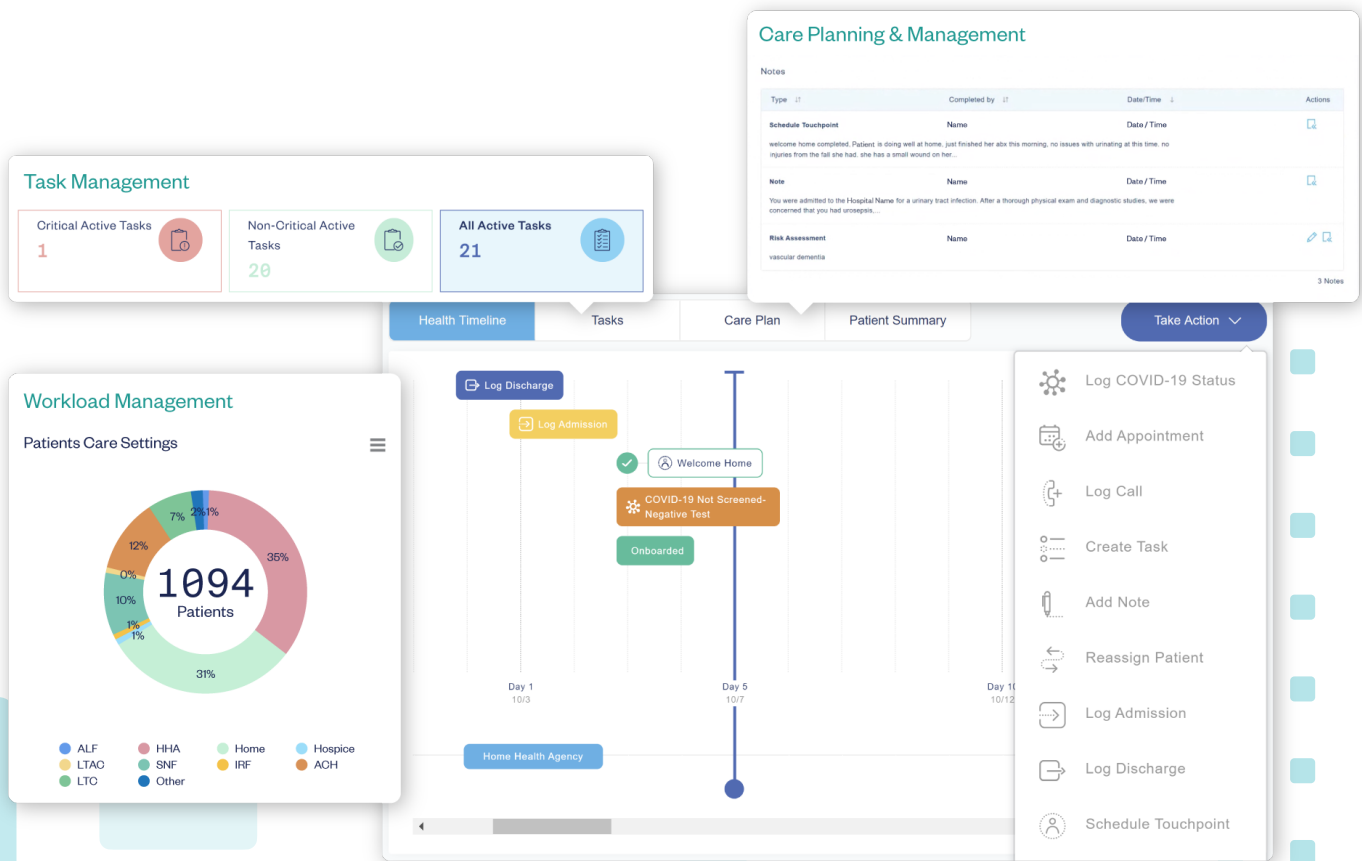 Care Planning & Management
Notes
Type Completed by Date/Time Actions
Schedule Touchpoint Name Date / Time
welcome home completed. Patient is doing well at home. just finished her abx this morning, no issues with urinating at this time. no
injuries from the fall she had. she has a small wound on her...
Note Name Date / Time
You were admitted to the Hospital Name for a urinary tract infection. After a thorough physical exam and diagnostic studies, we were
concerned that you had urosepsis,...
Risk Assessment Name Date / Time
vascular dementia
3 Notes
Task Management
Critical Active Tasks
1
Non-Critical Active
Tasks
20
All Active Tasks
21
Health Timeline Tasks Care Plan Patient Summary Take Action
Log Discharge
Log Admission
Welcome Home
COVID-19 Not Screened-
Negative Test
Onboarded
Day 1
10/3
Day 5
10/7
Day 10
10/12
Home Health Agency
Log COVID-19 Status
Add Appointment
Log Call
Create Task
Add Note
Reassign Patient
Log Admission
Log Discharge
Schedule Touchpoint
Workload Management
Patients Care Settings
2% 1%
7%
35%
12%
0%
10%
1%
1%
31%
1094
Patients
ALF HHA Home Hospice
LTAC SNF IRF ACH
LTC Other